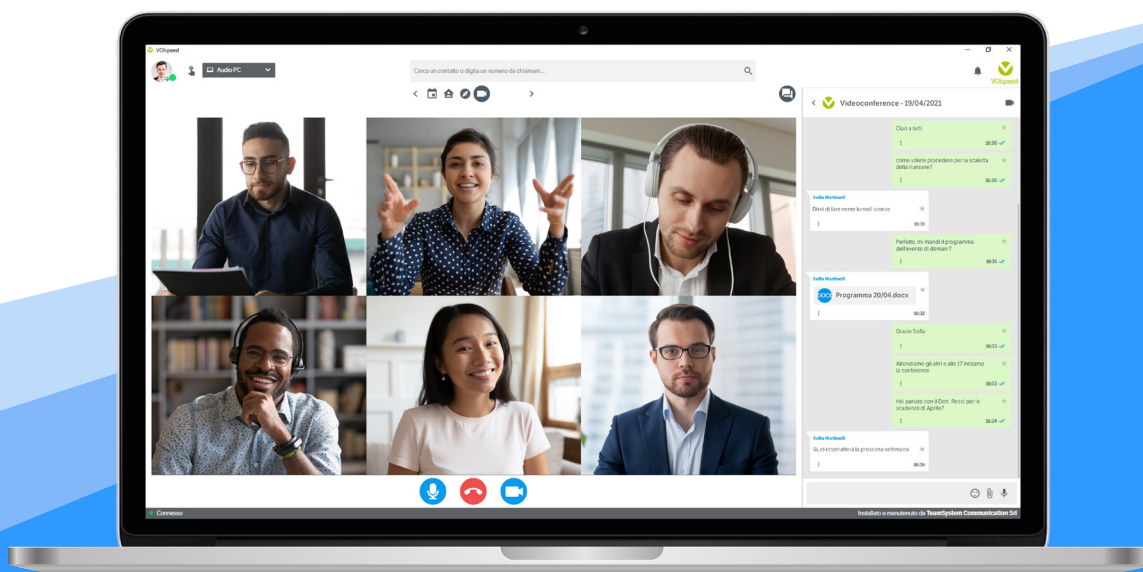 VOIspeed
Audio PC
Cerca un contatto o digita un numero da chiamare...
VOIspeed
Videoconference - 19/04/2021
Ciao a tutti
16:30
come volete procedere per la scaletta
della riunione?
16:30
Sofia Martinelli
Direi di fare come lunedì scorso
16:31
Perfetto, mi mandi il programma
dell'evento di domani?
16:31
Sofia Martinelli
DOCX
Programma 20/04.docx
16:32
Grazie Sofia
16:33
Attendiamo gli altri e alle 17 iniziamo
la conference
16:33
Hai parlato con il Dott. Rossi per le
scadenze di Aprile?
16:34
Sofia Martinelli
Si, ci ricontatterà la prossima settimana
16:35
Connesso
Installato e manutenuto da TeamSystem Communication Srl